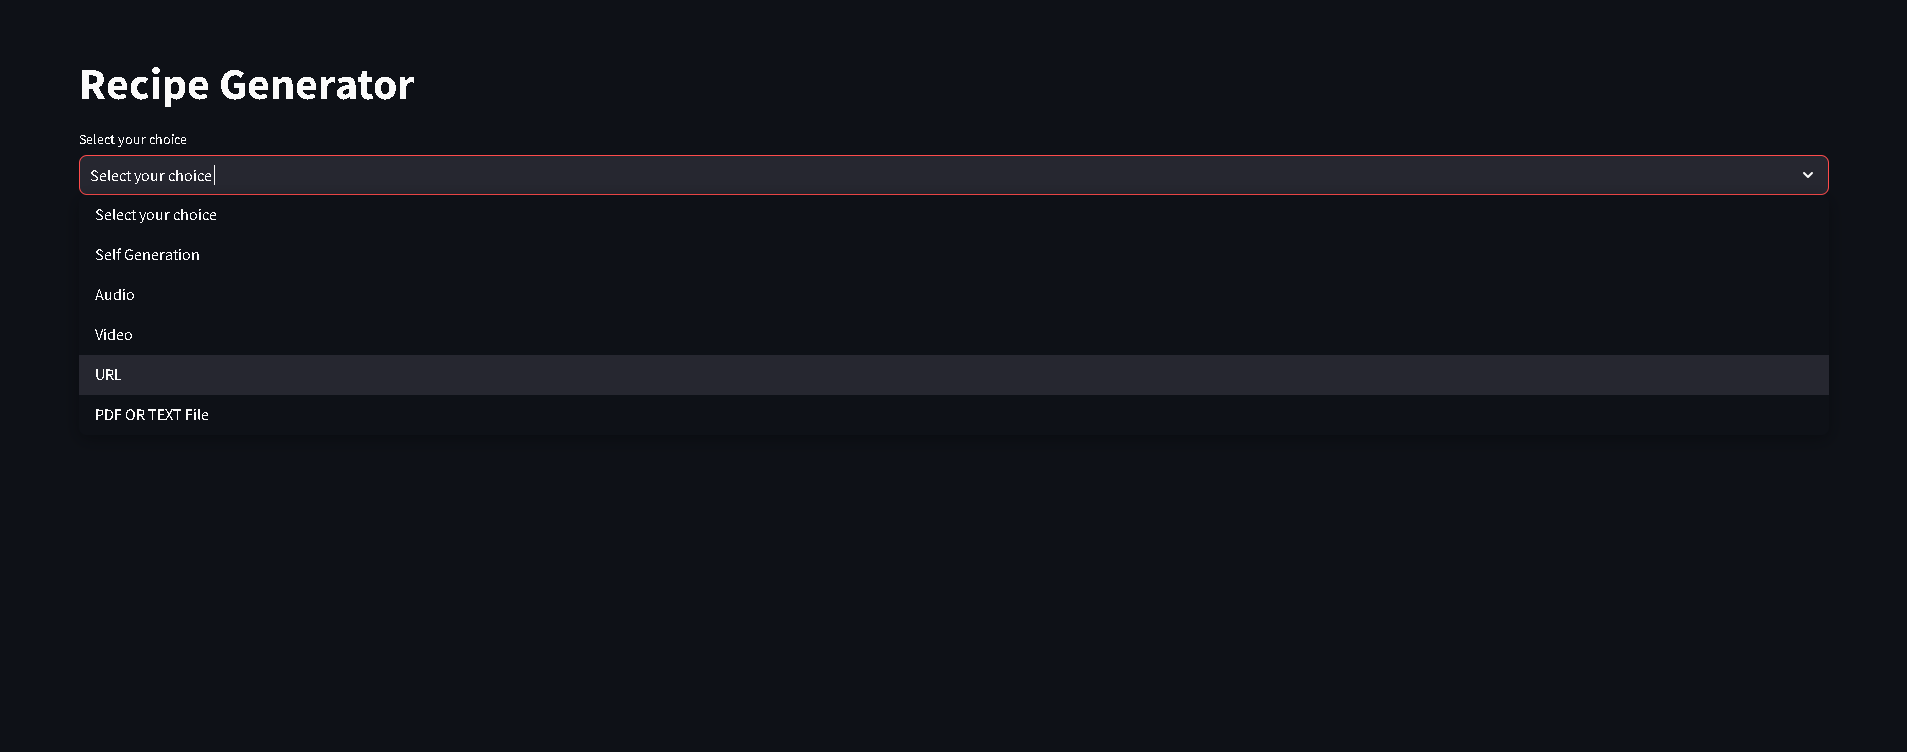 Recipe Generator
Select your choice
Select your choice
Select your choice
Self Generation
Audio
Video
URL
PDF OR TEXT File